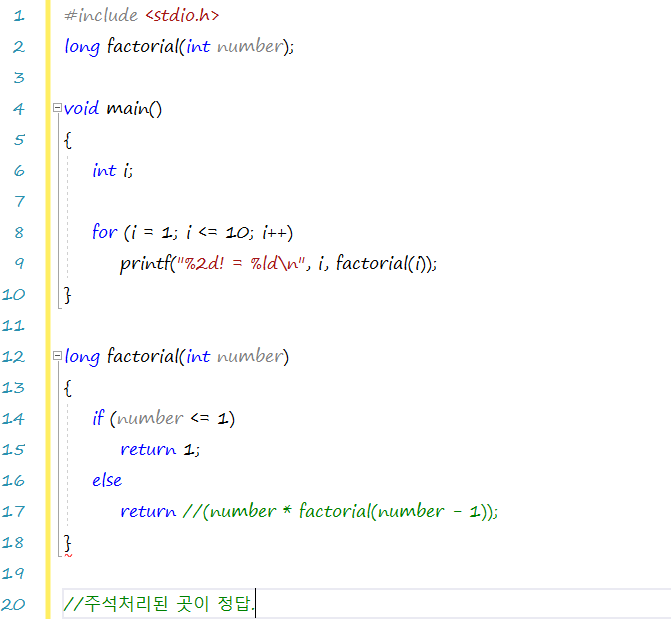 1 #include <stdio.h>
2 long factorial(int number);
3
4 void main()
5 {
6 int i;
7
8 for (i = 1; i <= 10; i++)
9 printf("%2d! = %ld\n", i, factorial(i));
10 }
11
12 long factorial(int number)
13 {
14 if (number <= 1)
15 return 1;
16 else
17 return //(number * factorial(number - 1));
18 }
19
20 //주석처리된 곳이 정답.